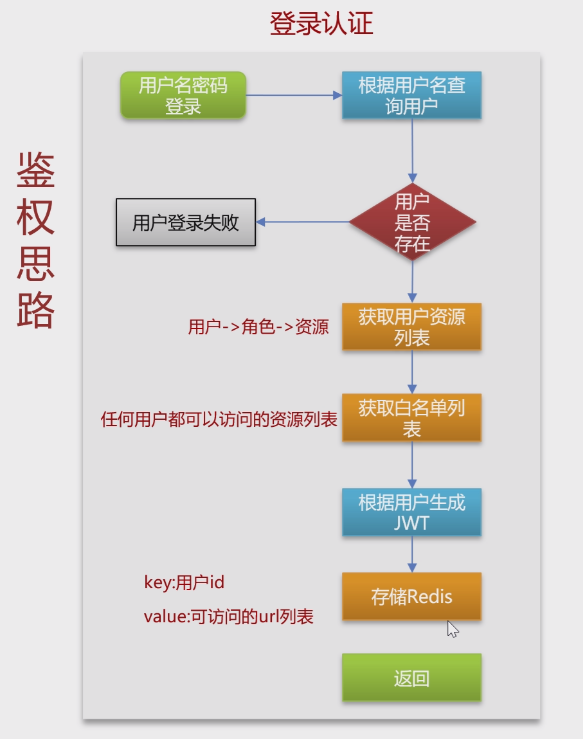 登录认证
鉴
权
思
路
用户名密码
登录
根据用户名查
询用户
用户
是否
存在
用户登录失败
用户->角色->资源
获取用户资源
列表
任何用户都可以访问的资源列表
获取白名单列
表
根据用户生成
JWT
key:用户id
value:可访问的url列表
存储Redis
返回